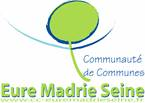 Communauté
de Communes
Eure Madrie Seine
www.cc-euremadrieseine.fr